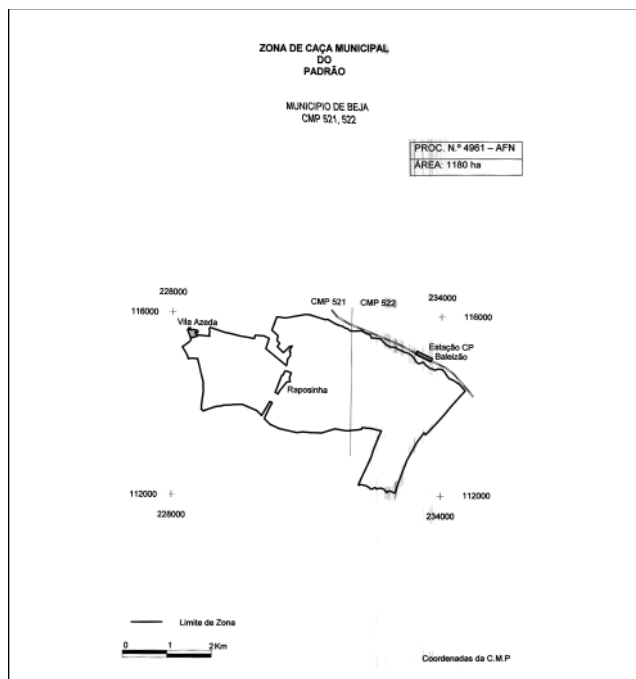 ZONA DE CAÇA MUNICIPAL
DO
PADRÃO
MUNICIPIO DE BEJA
CMP 521, 522
PROC. N.º 4961 – AFN
ÁREA: 1180 ha
228000
116000
Vila Azeda
CMP 521
CMP 522
234000
116000
Estação CP
Baleizão
Raposinha
112000
228000
112000
234000
Limite de Zona
0 1 2 Km
Coordenadas da C.M.P